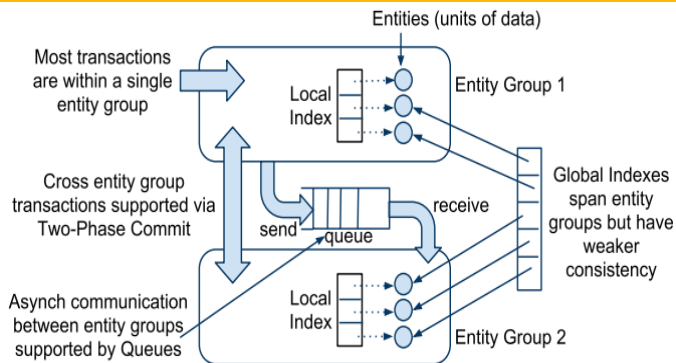 Entities (units of data)
Most transactions
are within a single
entity group
Local
Index
Entity Group 1
Cross entity group
transactions supported via
Two-Phase Commit
send
queue
receive
Global Indexes
span entity
groups but have
weaker
consistency
Asynch communication
between entity groups
supported by Queues
Local
Index
Entity Group 2